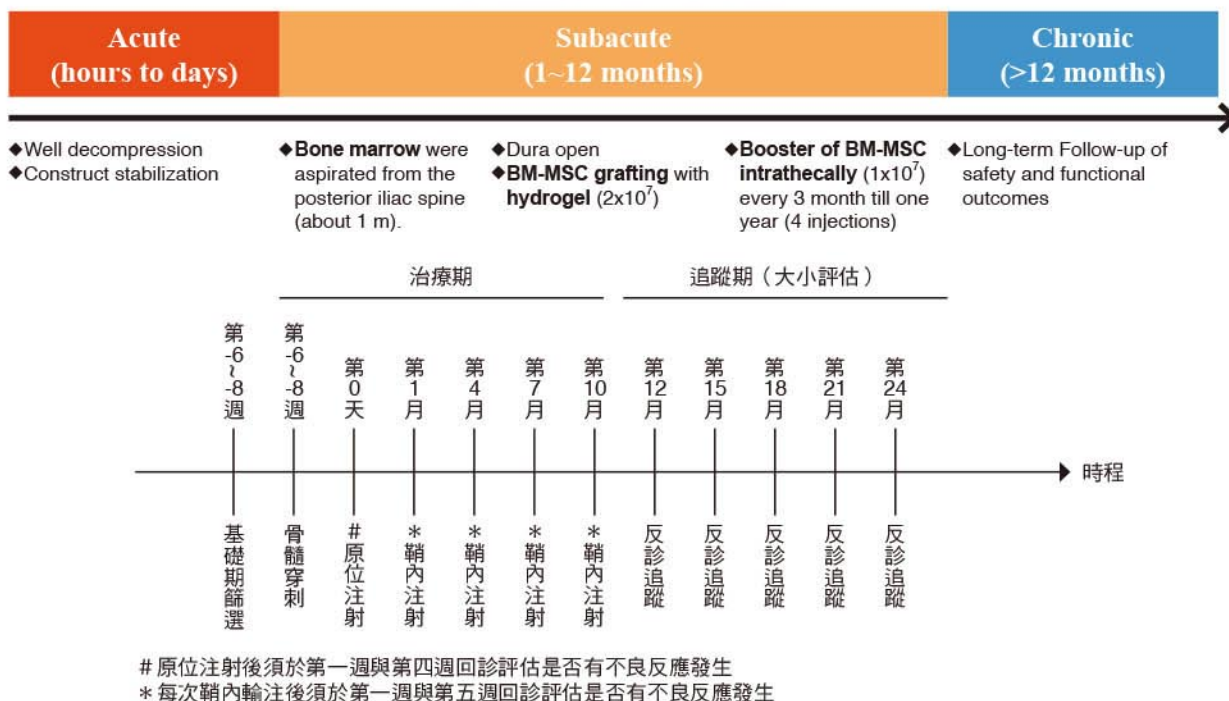 Acute
(hours to days)
Subacute
(1~12 months)
Chronic
(>12 months)
◆Well decompression
◆Construct stabilization
◆Bone marrow were
aspirated from the
posterior iliac spine
(about 1 m).
◆Dura open
◆BM-MSC grafting with
hydrogel (2x10⁷)
◆Booster of BM-MSC
intrathecally (1x10⁷)
every 3 month till one
year (4 injections)
◆Long-term Follow-up of
safety and functional
outcomes
治療期
追蹤期（大小評估）
第-6~-8週
第-6~-8週
第0天
第1月
第4月
第7月
第10月
第12月
第15月
第18月
第21月
第24月
時程
基礎期篩選
骨髓穿刺
#原位注射
*鞘內注射
*鞘內注射
*鞘內注射
*鞘內注射
反診追蹤
反診追蹤
反診追蹤
反診追蹤
反診追蹤
# 原位注射後須於第一週與第四週回診評估是否有不良反應發生
* 每次鞘內輸注後須於第一週與第五週回診評估是否有不良反應發生